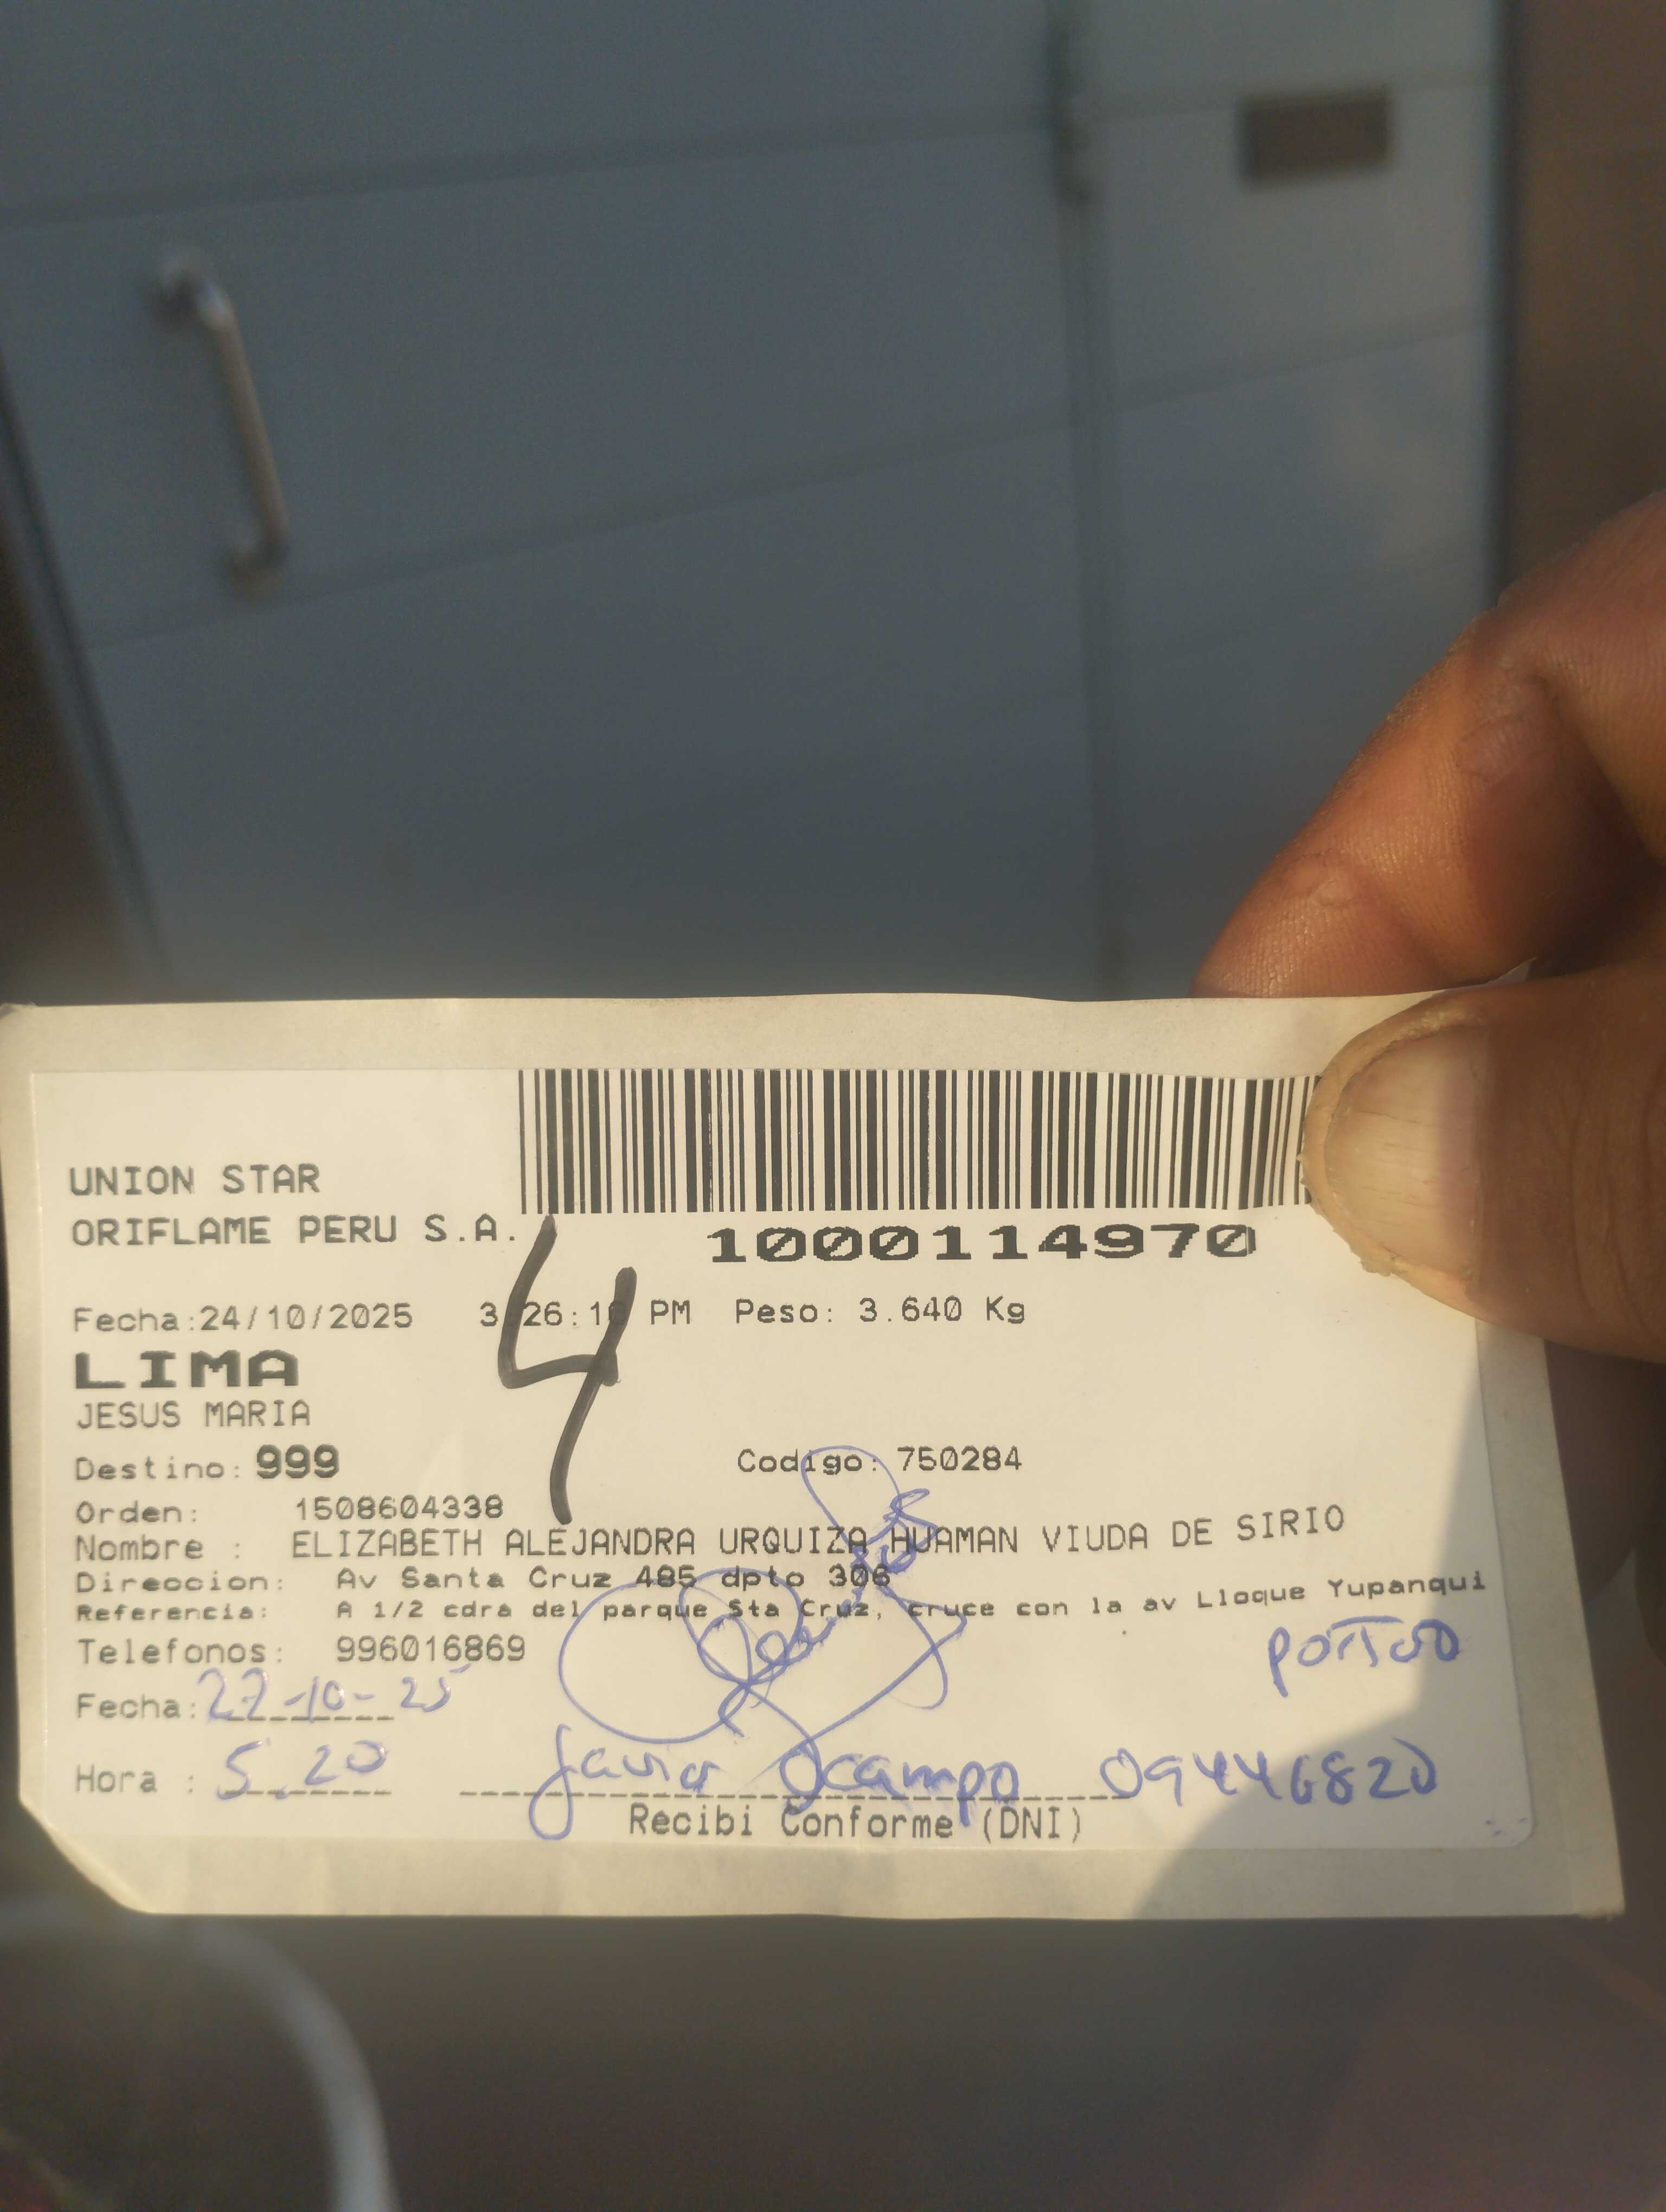 UNION STAR
ORIFLAME PERU S.A.
1000114970
Fecha:24/10/2025 PM Peso: 3.640 Kg
4
LIMA
JESUS MARIA
Destino: 999 Codigo: 750284
Orden: 1508604338
Nombre : ELIZABETH ALEJANDRA URQUIZA HUAMAN VIUDA DE SIRIO
Direccion: Av Santa Cruz 485 dpto 306
Referencia: A 1/2 cdra del parque Sta Cruz, cruce con la av Lloque Yupanqui
Telefonos: 996016869
Fecha: 27-10-25
Hora : 5.20 Javier Ocampo 09446820
Recibi Conforme (DNI)